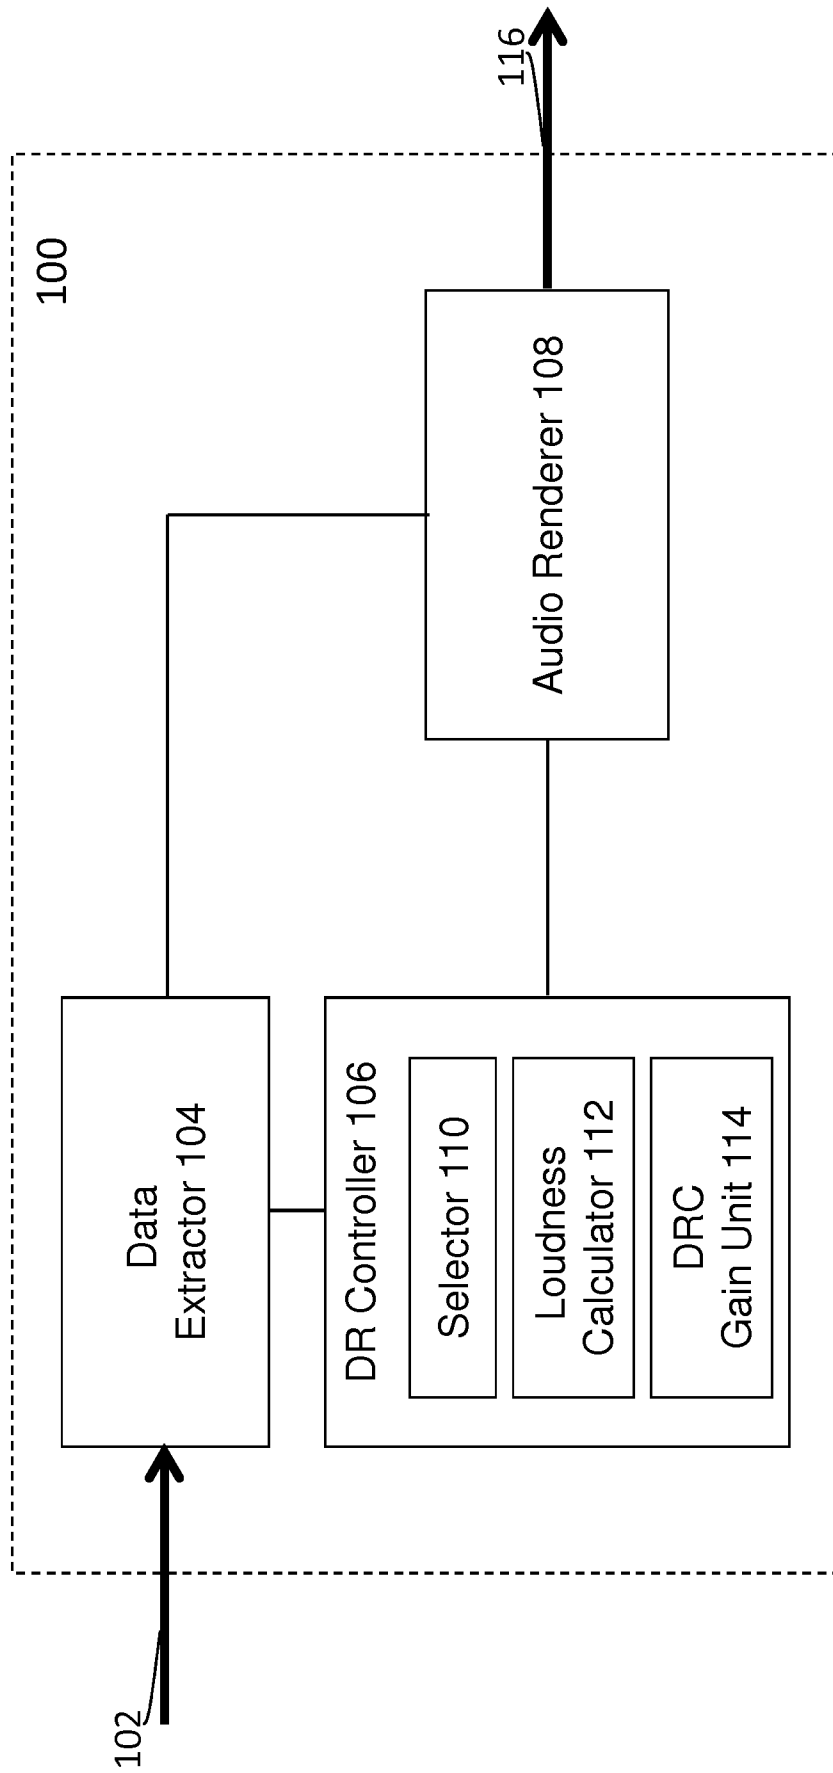 100
102
Data
Extractor 104
DR Controller 106
Selector 110
Loudness
Calculator 112
DRC
Gain Unit 114
Audio Renderer 108
116